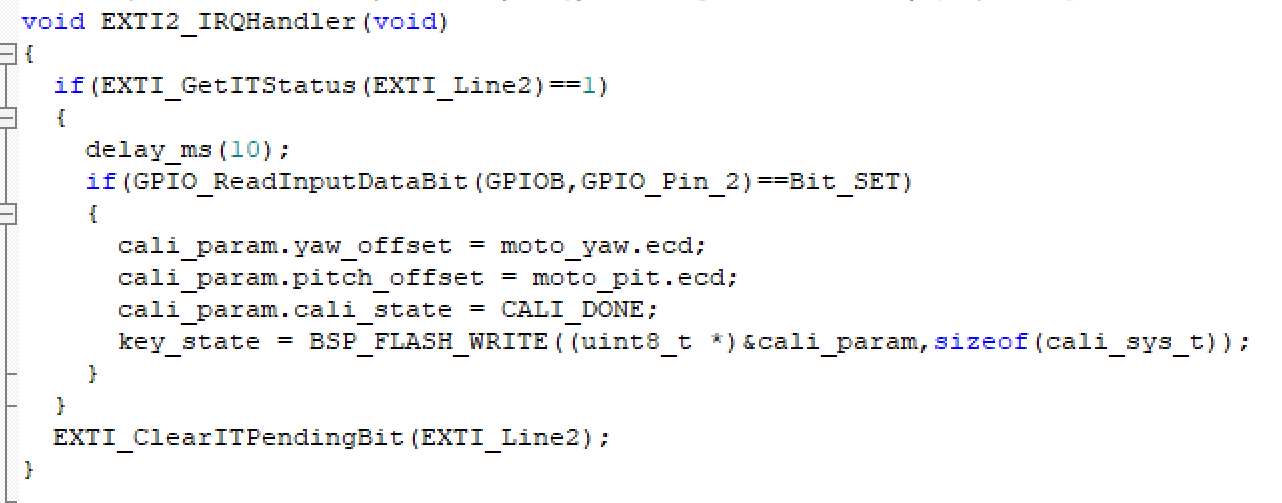 void EXTI2_IRQHandler(void)
{
  if(EXTI_GetITStatus(EXTI_Line2)==1)
  {
    delay_ms(10);
    if(GPIO_ReadInputDataBit(GPIOB,GPIO_Pin_2)==Bit_SET)
    {
      cali_param.yaw_offset = moto_yaw.ecd;
      cali_param.pitch_offset = moto_pit.ecd;
      cali_param.cali_state = CALI_DONE;
      key_state = BSP_FLASH_WRITE((uint8_t *)&cali_param,sizeof(cali_sys_t));
    }
  }
  EXTI_ClearITPendingBit(EXTI_Line2);
}